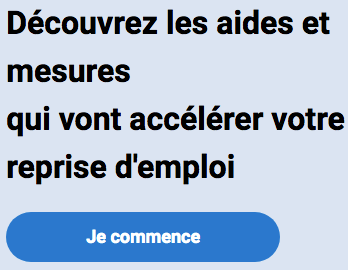 Découvrez les aides et
mesures
qui vont accélérer votre
reprise d'emploi
Je commence